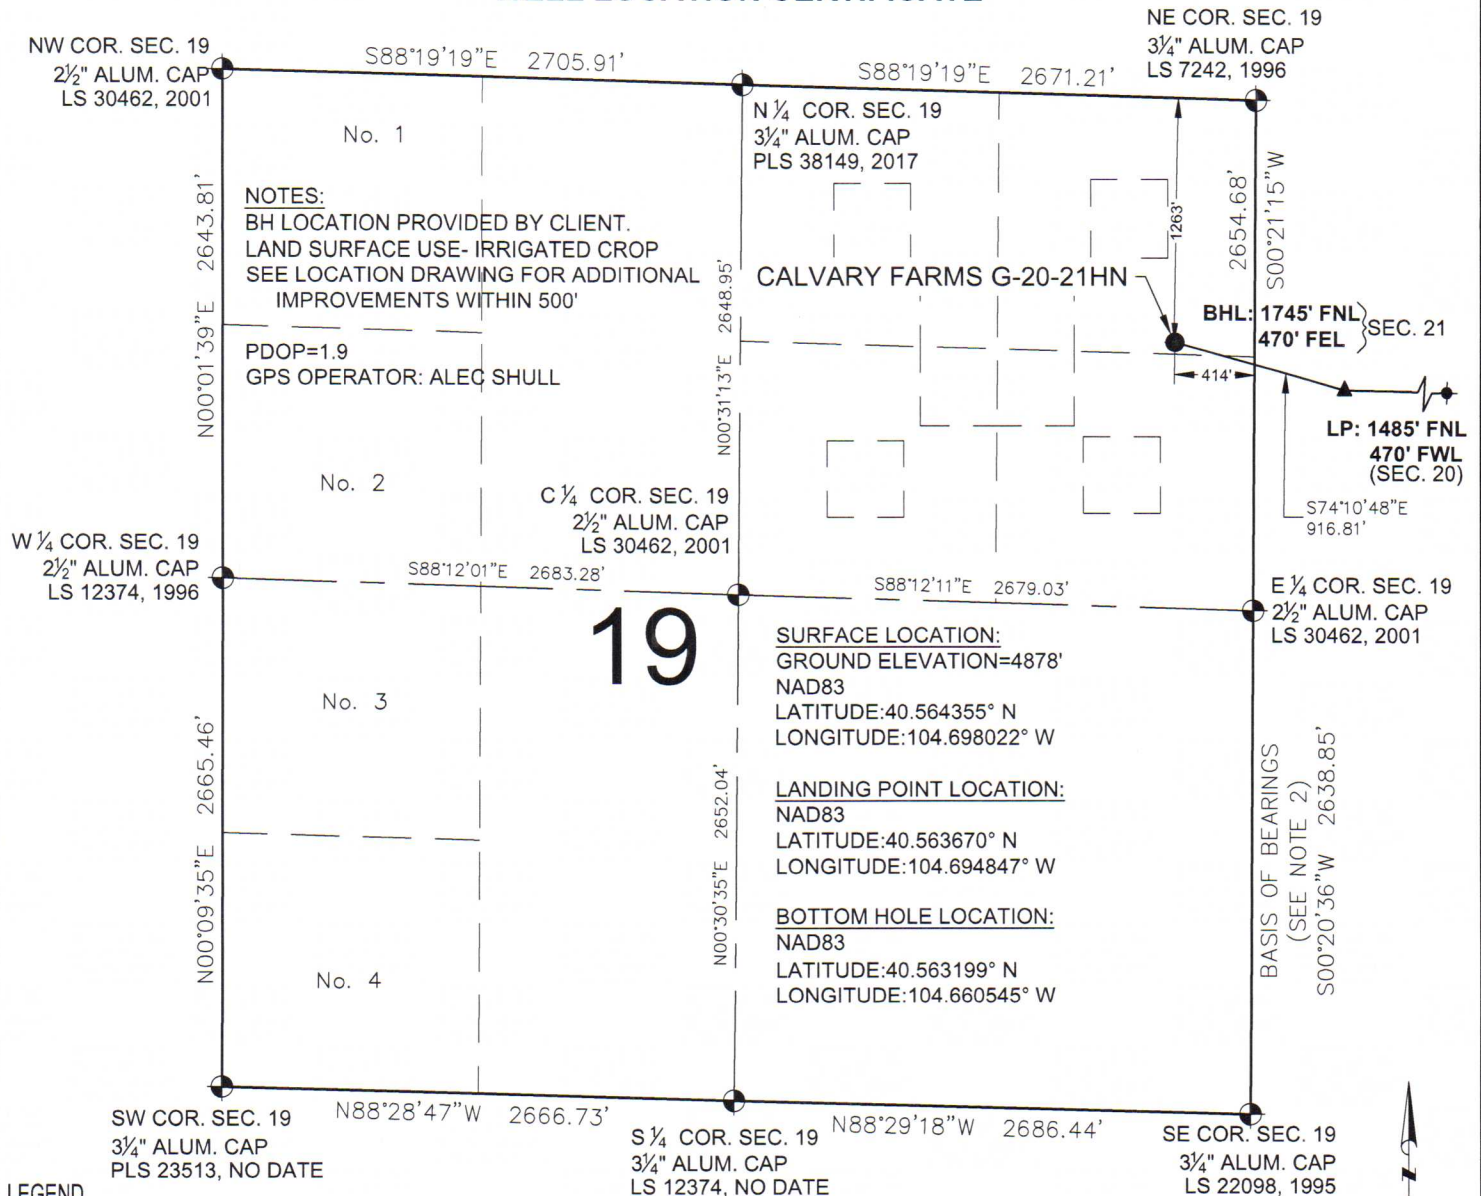 WELL LOCATION CERTIFICATE
NW COR. SEC. 19
2½" ALUM. CAP
LS 30462, 2001
S88°19'19"E 2705.91'
S88°19'19"E 2671.21'
NE COR. SEC. 19
3¼" ALUM. CAP
LS 7242, 1996
N ¼ COR. SEC. 19
3¼" ALUM. CAP
PLS 38149, 2017
No. 1
NOTES:
BH LOCATION PROVIDED BY CLIENT.
LAND SURFACE USE- IRRIGATED CROP
SEE LOCATION DRAWING FOR ADDITIONAL
IMPROVEMENTS WITHIN 500'
PDOP=1.9
GPS OPERATOR: ALEC SHULL
N00°01'39"E 2643.81'
N00°31'13"E 2648.95'
1263'
2654.68'
S00°21'15"W
CALVARY FARMS G-20-21HN
BHL: 1745' FNL
470' FEL
SEC. 21
414'
LP: 1485' FNL
470' FWL
(SEC. 20)
S74°10'48"E
916.81'
No. 2
C ¼ COR. SEC. 19
2½" ALUM. CAP
LS 30462, 2001
W ¼ COR. SEC. 19
2½" ALUM. CAP
LS 12374, 1996
S88°12'01"E 2683.28'
S88°12'11"E 2679.03'
E ¼ COR. SEC. 19
2½" ALUM. CAP
LS 30462, 2001
19
No. 3
SURFACE LOCATION:
GROUND ELEVATION=4878'
NAD83
LATITUDE:40.564355° N
LONGITUDE:104.698022° W
LANDING POINT LOCATION:
NAD83
LATITUDE:40.563670° N
LONGITUDE:104.694847° W
BOTTOM HOLE LOCATION:
NAD83
LATITUDE:40.563199° N
LONGITUDE:104.660545° W
N00°09'35"E 2665.46'
N00°30'35"E 2652.04'
BASIS OF BEARINGS
(SEE NOTE 2)
S00°20'36"W 2638.85'
No. 4
SW COR. SEC. 19
3¼" ALUM. CAP
PLS 23513, NO DATE
N88°28'47"W 2666.73'
S ¼ COR. SEC. 19
3¼" ALUM. CAP
LS 12374, NO DATE
N88°29'18"W 2686.44'
SE COR. SEC. 19
3¼" ALUM. CAP
LS 22098, 1995
LEGEND